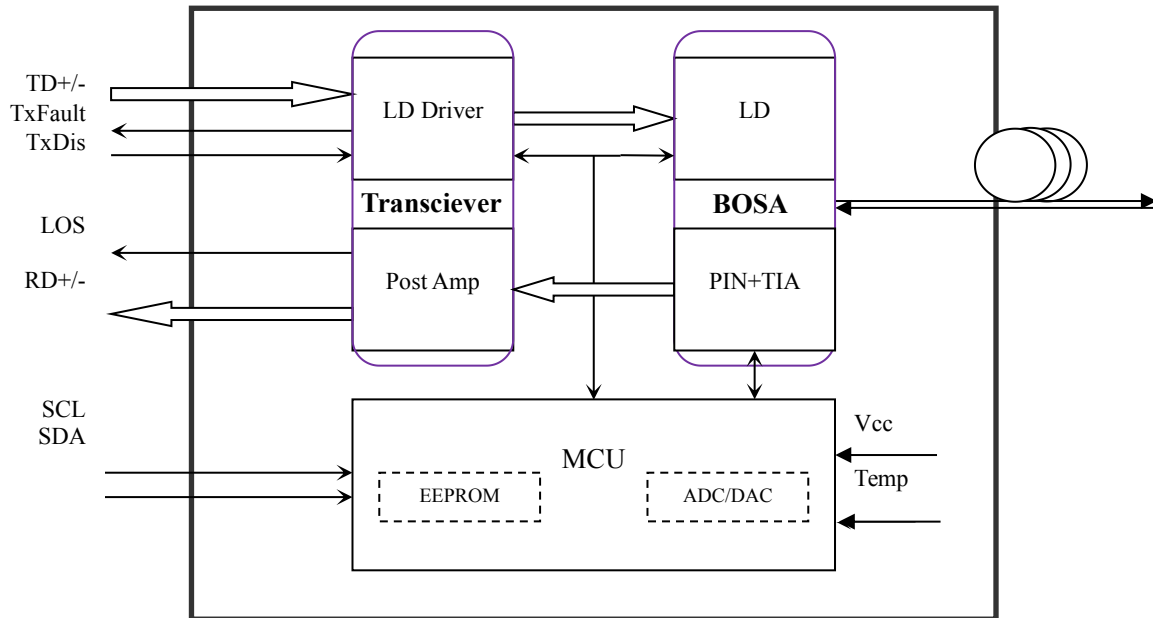 TD+/-
TxFault
TxDis
LOS
RD+/-
SCL
SDA
LD Driver
Transciever
Post Amp
LD
BOSA
PIN+TIA
MCU
EEPROM
ADC/DAC
Vcc
Temp